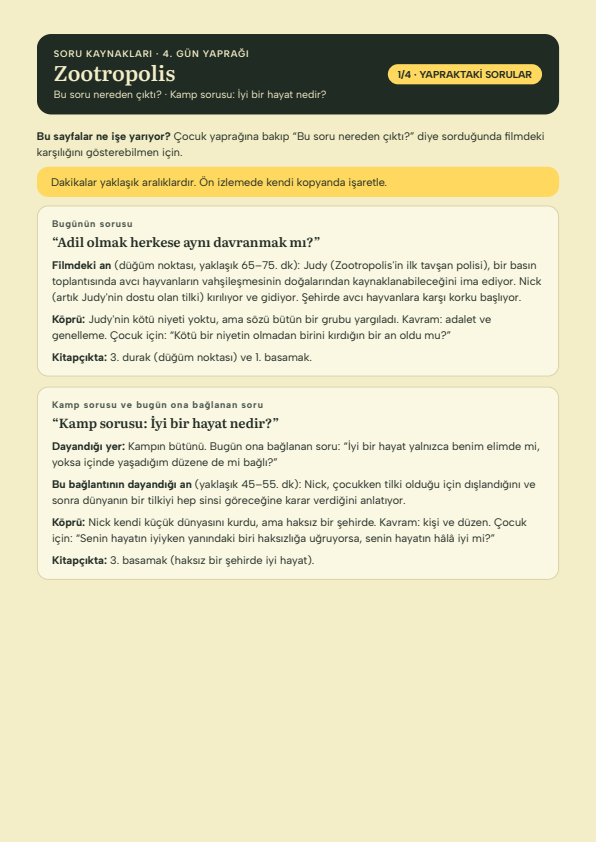 SORU KAYNAKLARI · 4. GÜN YAPRAĞI
Zootropolis
Bu soru nereden çıktı? · Kamp sorusu: İyi bir hayat nedir?
1/4 · YAPRAKTAKİ SORULAR
Bu sayfalar ne işe yarıyor? Çocuk yaprağına bakıp “Bu soru nereden çıktı?” diye sorduğunda filmdeki
karşılığını gösterebilmen için.
Dakikalar yaklaşık aralıklardır. Ön izlemede kendi kopyanda işaretle.
Bugünün sorusu
“Adil olmak herkese aynı davranmak mı?”
Filmdeki an (düğüm noktası, yaklaşık 65–75. dk): Judy (Zootropolis'in ilk tavşan polisi), bir basın
toplantısında avcı hayvanların vahşileşmesinin doğalarından kaynaklanabileceğini ima ediyor. Nick
(artık Judy'nin dostu olan tilki) kırılıyor ve gidiyor. Şehirde avcı hayvanlara karşı korku başlıyor.
Köprü: Judy'nin kötü niyeti yoktu, ama sözü bütün bir grubu yargıladı. Kavram: adalet ve
genelleme. Çocuk için: “Kötü bir niyetin olmadan birini kırdığın bir an oldu mu?”
Kitapçıkta: 3. durak (düğüm noktası) ve 1. basamak.
Kamp sorusu ve bugün ona bağlanan soru
“Kamp sorusu: İyi bir hayat nedir?”
Dayandığı yer: Kampın bütünü. Bugün ona bağlanan soru: “İyi bir hayat yalnızca benim elimde mi,
yoksa içinde yaşadığım düzene de mi bağlı?”
Bu bağlantının dayandığı an (yaklaşık 45–55. dk): Nick, çocukken tilki olduğu için dışlandığını ve
sonra dünyanın bir tilkiyi hep sinsi göreceğine karar verdiğini anlatıyor.
Köprü: Nick kendi küçük dünyasını kurdu, ama haksız bir şehirde. Kavram: kişi ve düzen. Çocuk
için: “Senin hayatın iyiyken yanındaki biri haksızlığa uğruyorsa, senin hayatın hâlâ iyi mi?”
Kitapçıkta: 3. basamak (haksız bir şehirde iyi hayat).